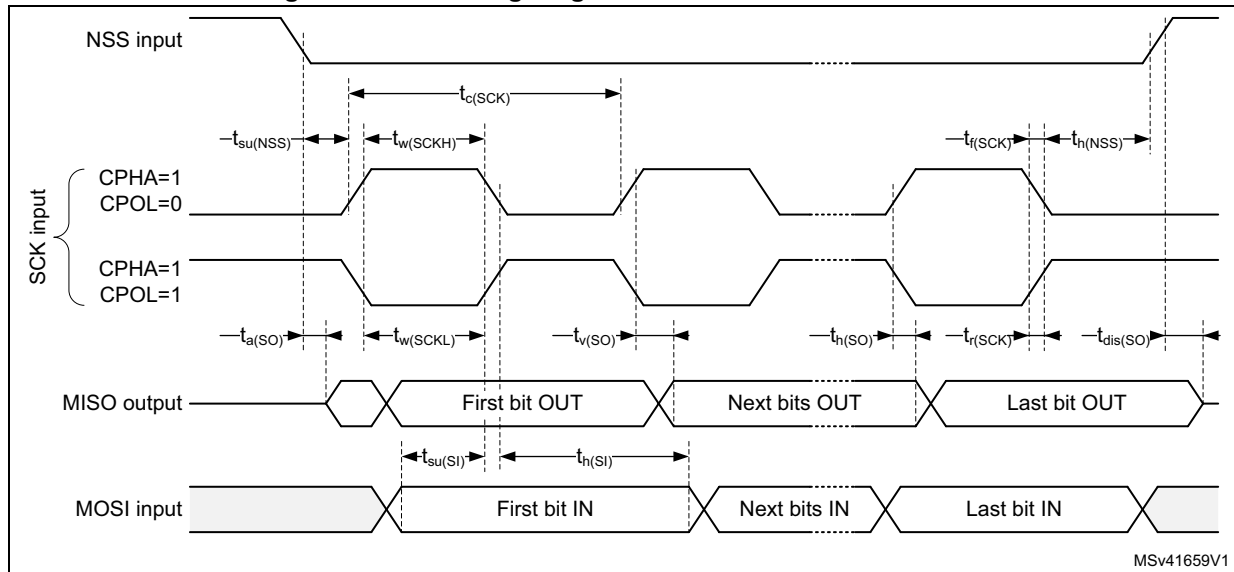 NSS input
tc(SCK)
tsu(NSS) tw(SCKH) tf(SCK) th(NSS)
SCK input
CPHA=1
CPOL=0
CPHA=1
CPOL=1
ta(SO) tw(SCKL) tv(SO) th(SO) tr(SCK) tdis(SO)
MISO output First bit OUT Next bits OUT Last bit OUT
tsu(SI) th(SI)
MOSI input First bit IN Next bits IN Last bit IN
MSv41659V1